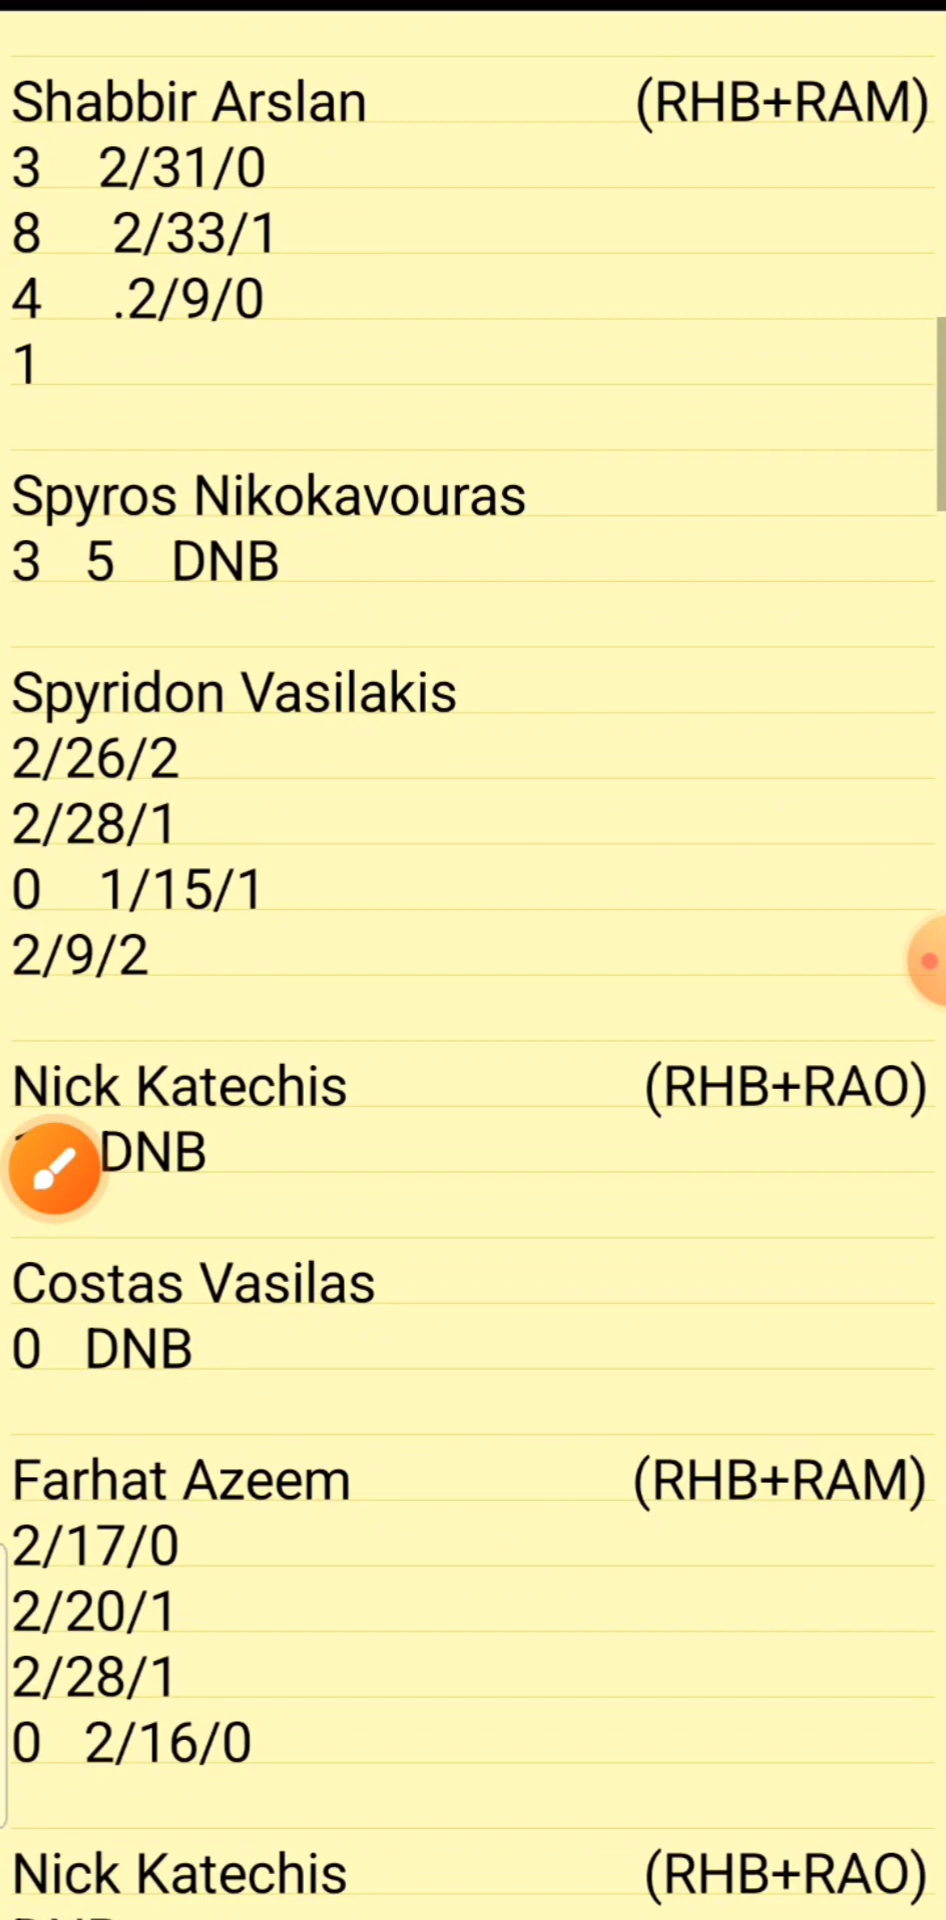 Shabbir Arslan (RHB+RAM)
3 2/31/0
8 2/33/1
4 .2/9/0
1
Spyros Nikokavouras
3 5 DNB
Spyridon Vasilakis
2/26/2
2/28/1
0 1/15/1
2/9/2
Nick Katechis (RHB+RAO)
DNB
Costas Vasilas
0 DNB
Farhat Azeem (RHB+RAM)
2/17/0
2/20/1
2/28/1
0 2/16/0
Nick Katechis (RHB+RAO)